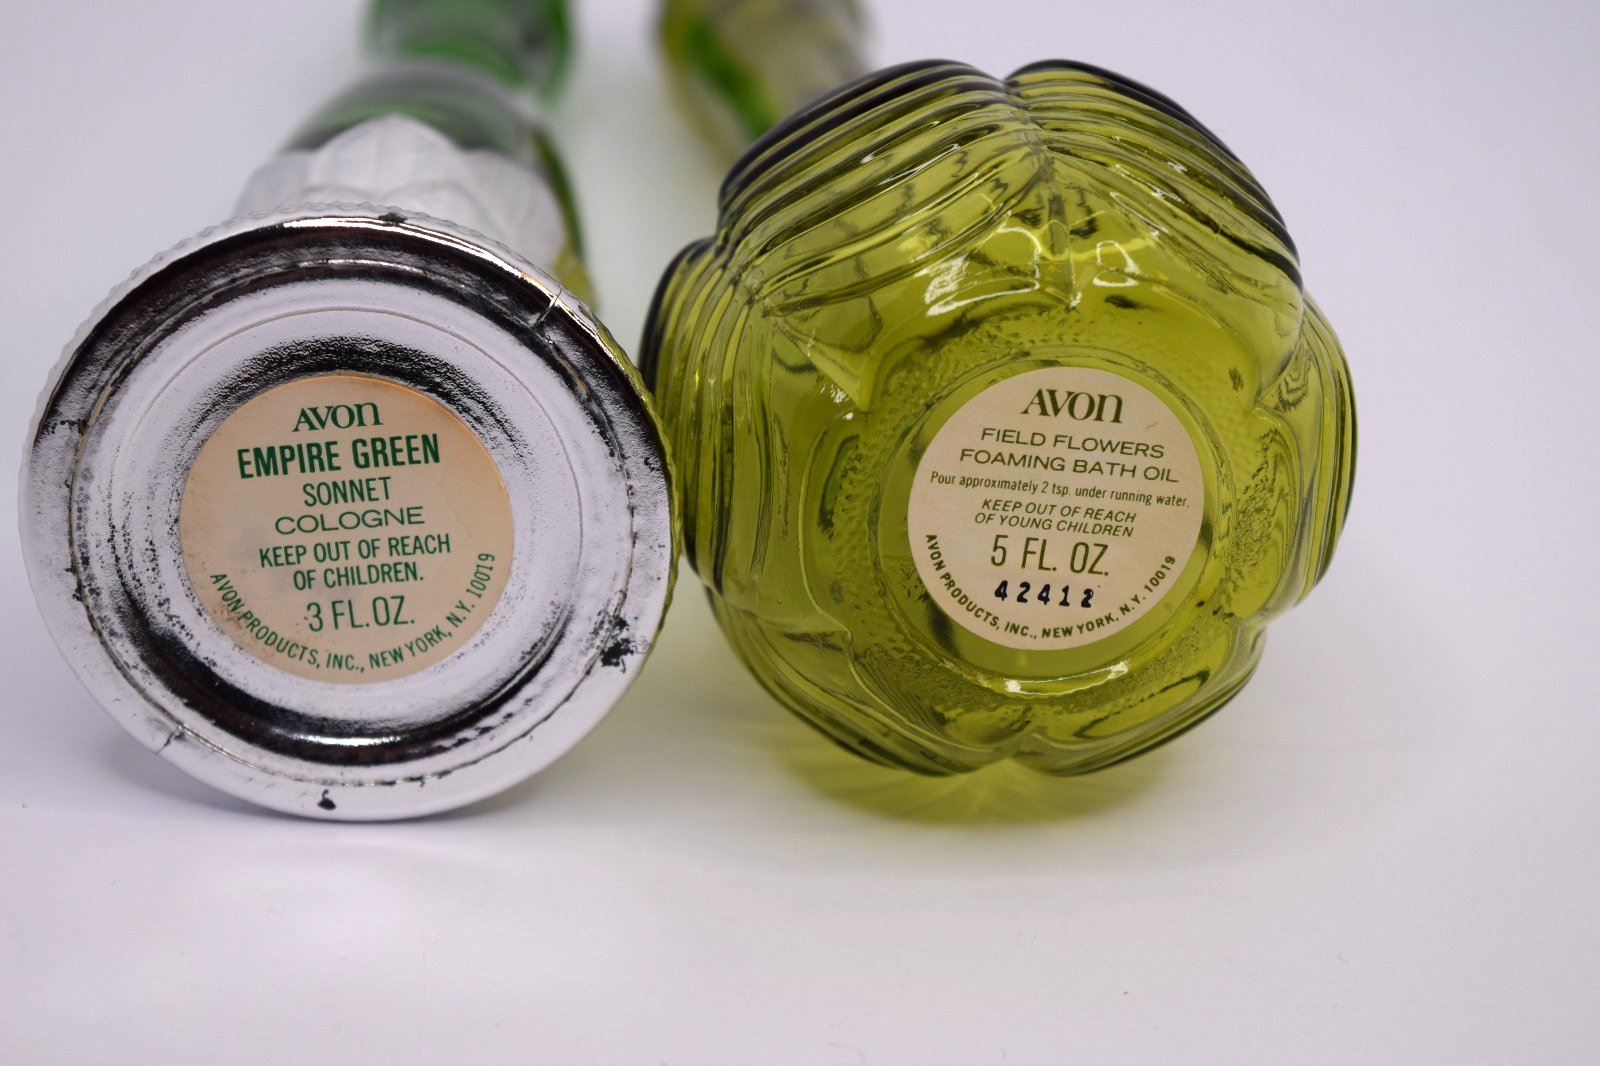 AVON
EMPIRE GREEN
SONNET
COLOGNE
KEEP OUT OF REACH
OF CHILDREN.
3 FL.OZ.
AVON PRODUCTS, INC., NEW YORK, N.Y. 10019
AVON
FIELD FLOWERS
FOAMING BATH OIL
Pour approximately 2 tsp. under running water.
KEEP OUT OF REACH
OF YOUNG CHILDREN
5 FL. OZ.
42412
AVON PRODUCTS, INC., NEW YORK, N.Y. 10019